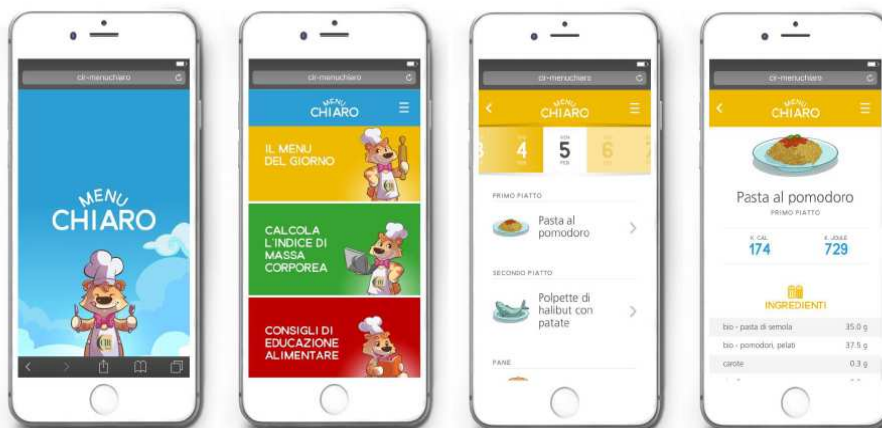 cir-menuchiaro
MENU
CHIARO
cir-menuchiaro
MENU
CHIARO
IL MENU
DEL GIORNO
CALCOLA
L'INDICE DI
MASSA
CORPOREA
CONSIGLI DI
EDUCAZIONE
ALIMENTARE
cir-menuchiaro
MENU
CHIARO
4
5
6
PRIMO PIATTO
Pasta al
pomodoro
SECONDO PIATTO
Polpette di
halibut con
patate
PANE
cir-menuchiaro
MENU
CHIARO
Pasta al pomodoro
PRIMO PIATTO
K. CAL K. JOULE
174 729
INGREDIENTI
bio - pasta di semola 35.0 g
bio - pomodori, pelati 37.5 g
carote 0.3 g